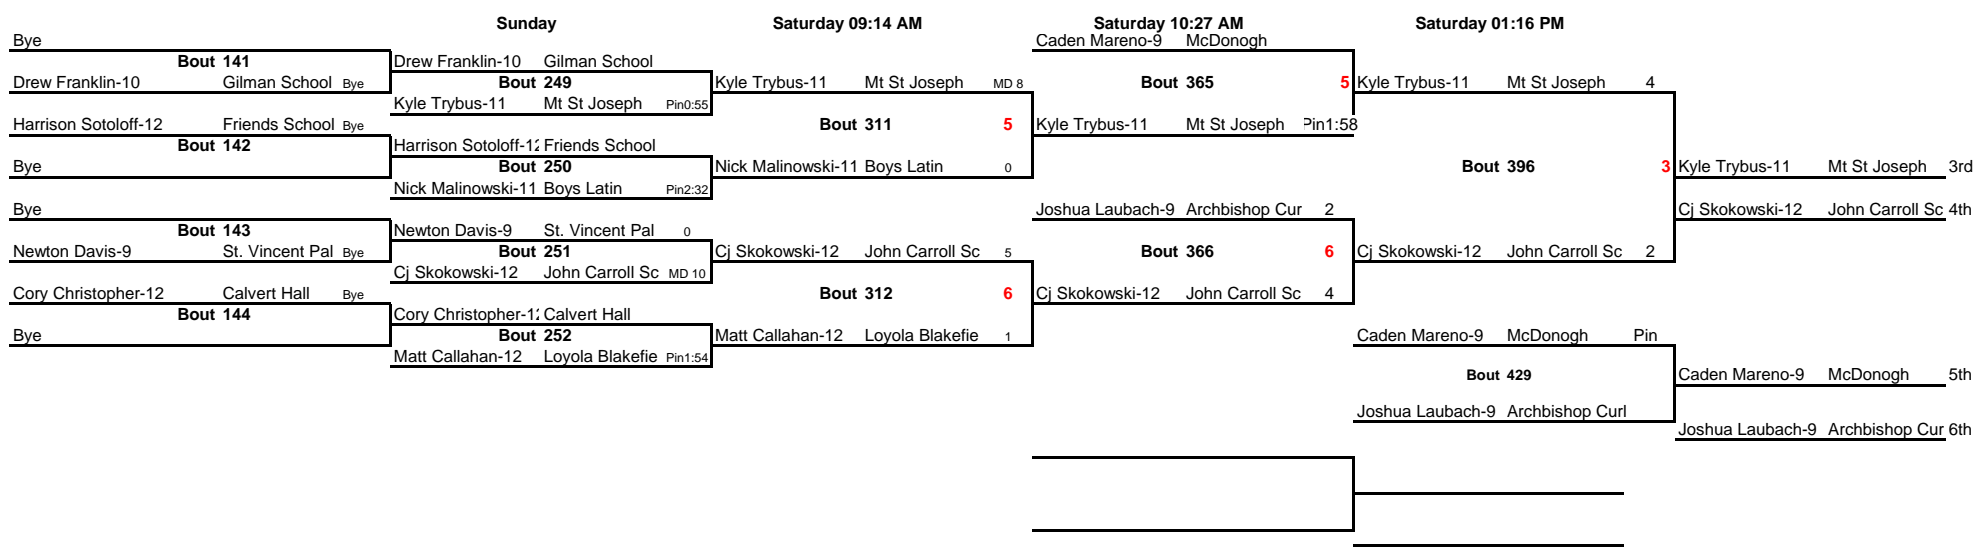 Sunday Saturday 09:14 AM Saturday 10:27 AM Saturday 01:16 PM
Bye Caden Mareno-9 McDonogh
Bout 141 Drew Franklin-10 Gilman School
Drew Franklin-10 Gilman School Bye Bout 249 Kyle Trybus-11 Mt St Joseph MD 8 Bout 365 5 Kyle Trybus-11 Mt St Joseph 4
Kyle Trybus-11 Mt St Joseph Pin0:55
Harrison Sotoloff-12 Friends School Bye Bout 311 5 Kyle Trybus-11 Mt St Joseph Pin1:58
Bout 142 Harrison Sotoloff-12 Friends School
Bye Bout 250 Nick Malinowski-11 Boys Latin 0 Bout 396 3 Kyle Trybus-11 Mt St Joseph 3rd
Nick Malinowski-11 Boys Latin Pin2:32
Bye Joshua Laubach-9 Archbishop Cur 2 Cj Skokowski-12 John Carroll Sc 4th
Bout 143 Newton Davis-9 St. Vincent Pal 0
Newton Davis-9 St. Vincent Pal Bye Bout 251 Cj Skokowski-12 John Carroll Sc 5 Bout 366 6 Cj Skokowski-12 John Carroll Sc 2
Cj Skokowski-12 John Carroll Sc MD 10
Cory Christopher-12 Calvert Hall Bye Bout 312 6 Cj Skokowski-12 John Carroll Sc 4
Bout 144 Cory Christopher-12 Calvert Hall
Bye Bout 252 Matt Callahan-12 Loyola Blakefie 1 Caden Mareno-9 McDonogh Pin
Matt Callahan-12 Loyola Blakefie Pin1:54
Bout 429 Caden Mareno-9 McDonogh 5th
Joshua Laubach-9 Archbishop Curl
Joshua Laubach-9 Archbishop Cur 6th